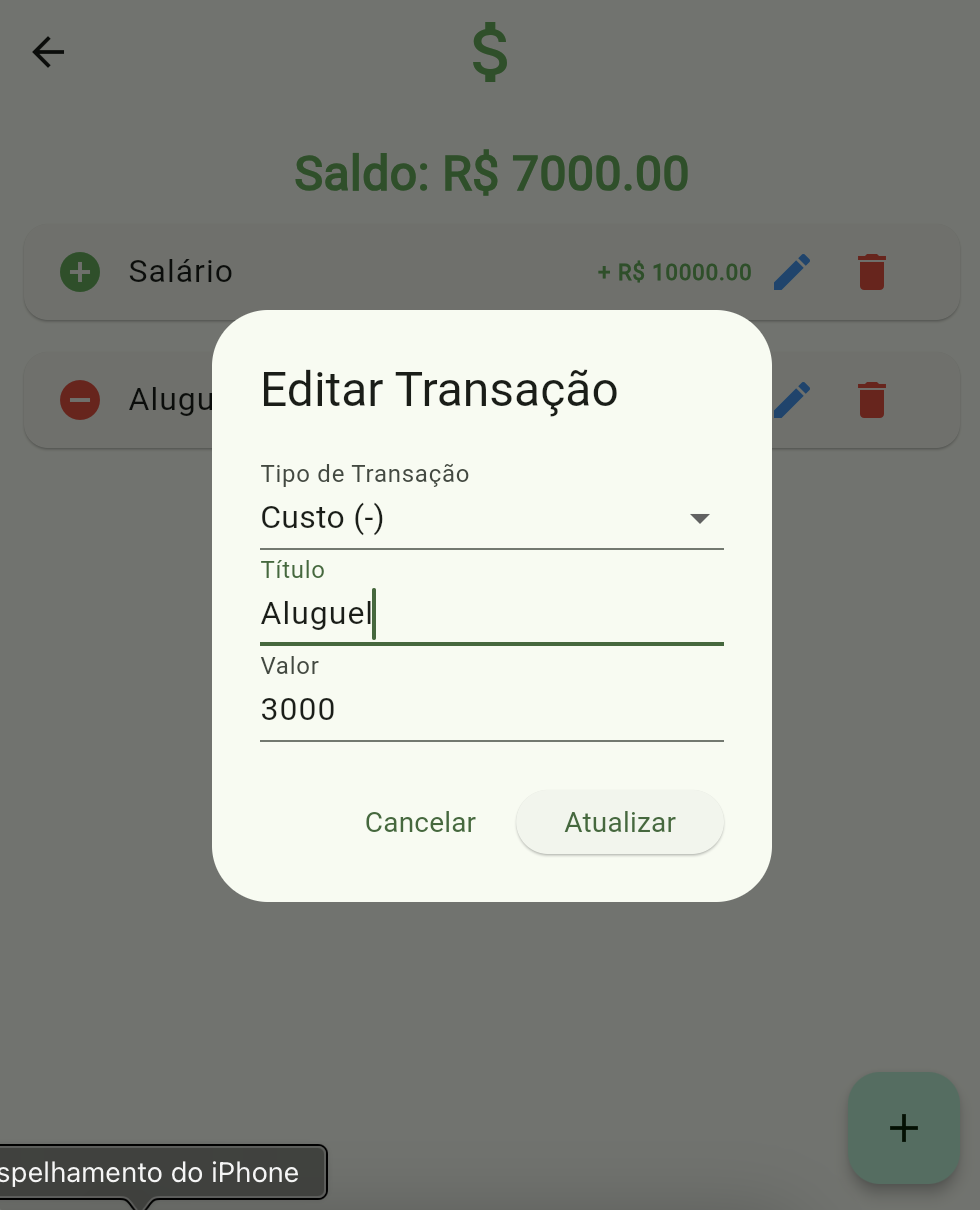 $
Saldo: R$ 7000.00
Salário + R$ 10000.00
Alugu
Editar Transação
Tipo de Transação
Custo (-)
Título
Aluguel
Valor
3000
Cancelar Atualizar
spelhamento do iPhone